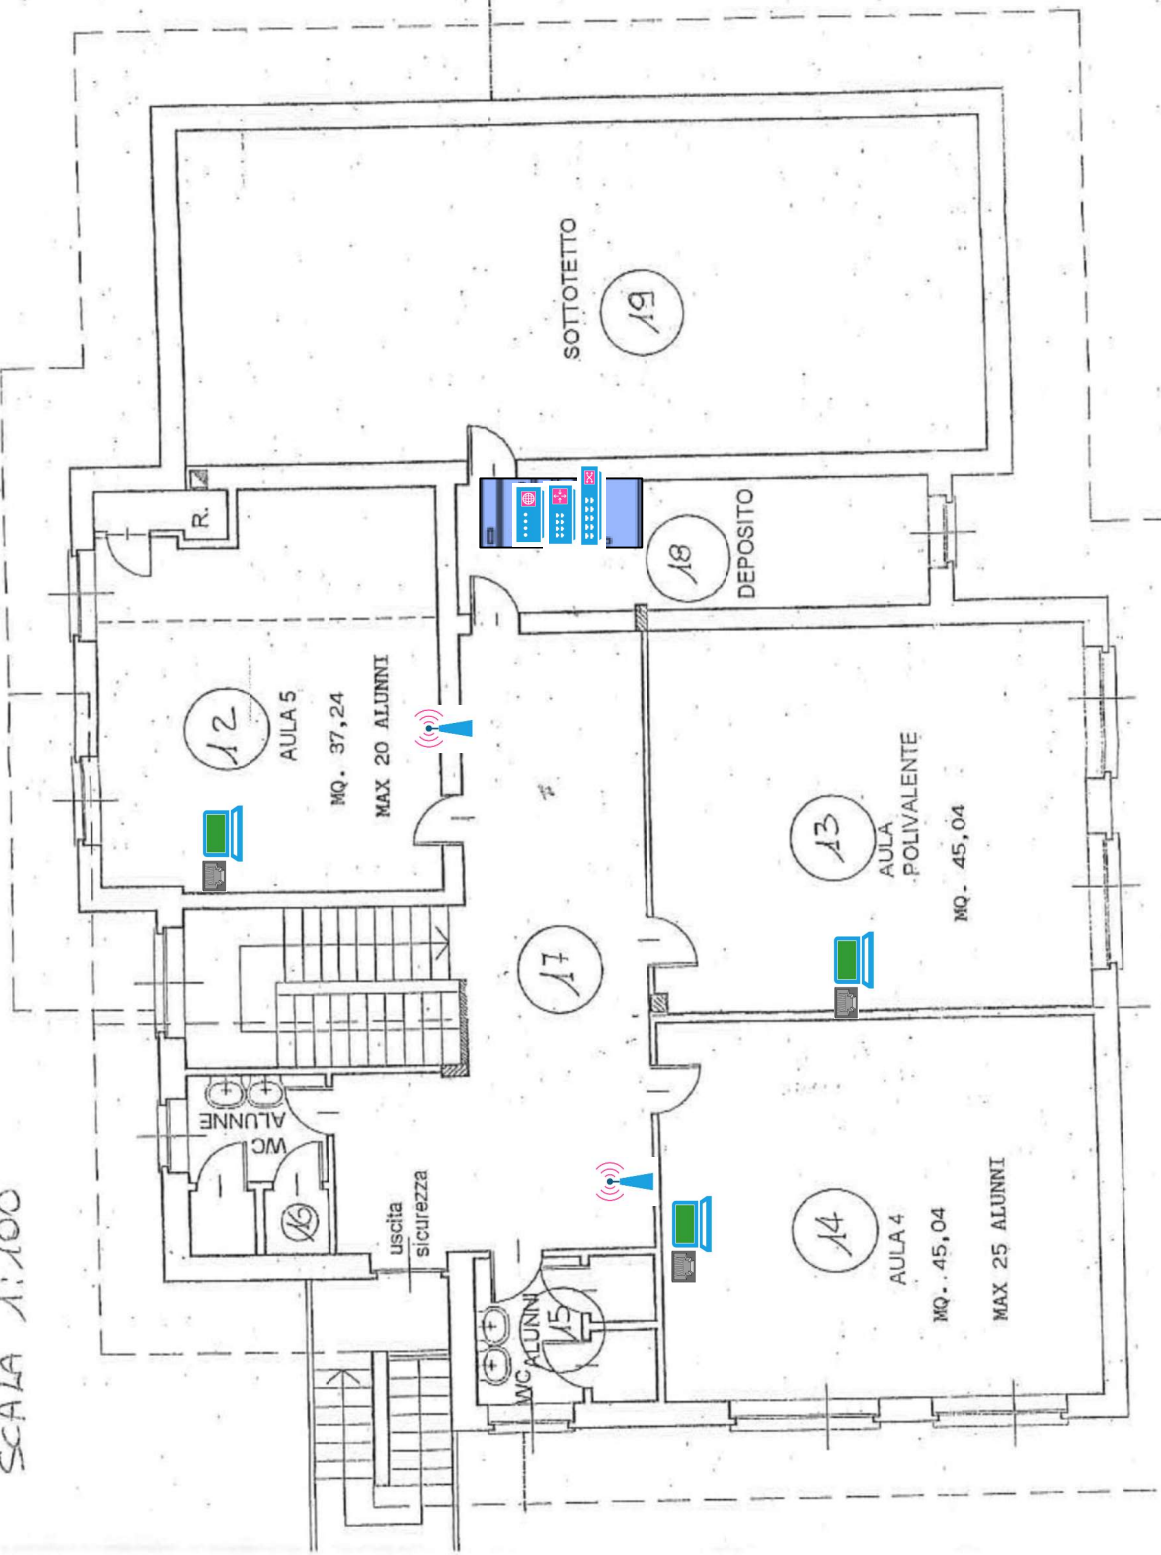 SCALA 1:100
SOTTOTETTO
19
R.
12
AULA 5
MQ. 37,24
MAX 20 ALUNNI
18
DEPOSITO
13
AULA
POLIVALENTE
MQ. 45,04
17
WC
ALUNNE
16
uscita
sicurezza
WC ALUNNI
15
14
AULA 4
MQ. 45,04
MAX 25 ALUNNI